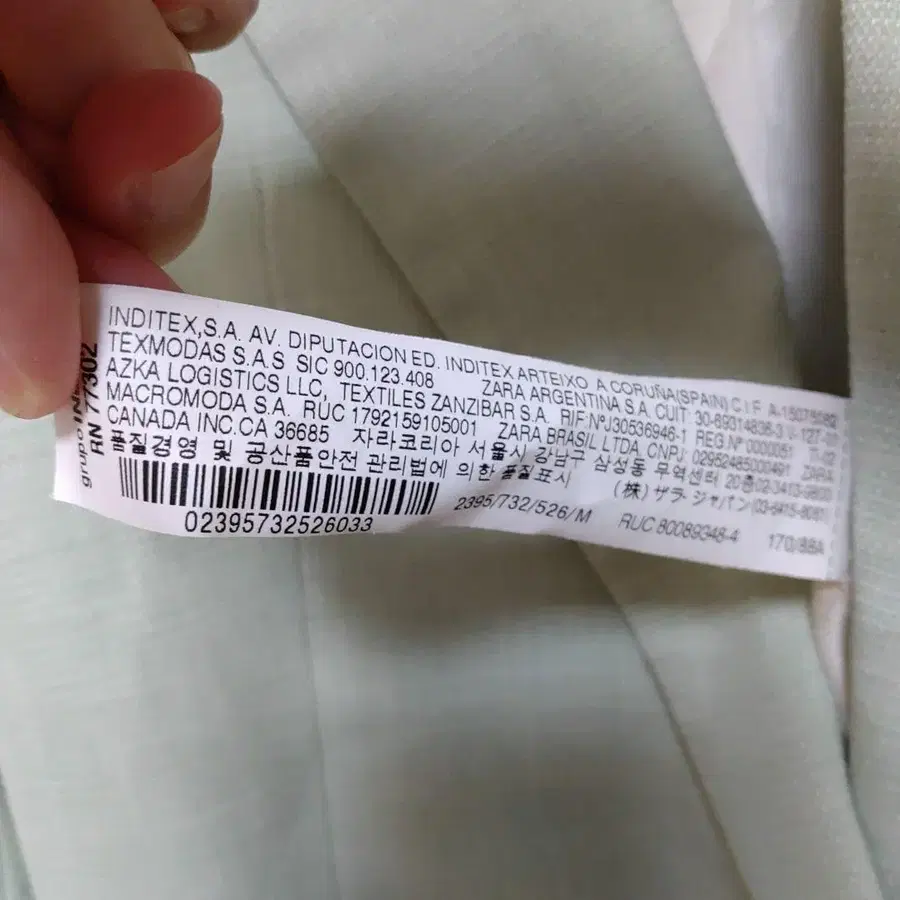 INDITEX,S.A. AV. DIPUTACION ED. INDITEX ARTEIXO A CORUÑA(SPAIN) C.I.F
TEXMODAS S.A.S SIC 900.123.408 ZARA ARGENTINA S.A. CUIT: 30-69314836-3
AZKA LOGISTICS LLC, TEXTILES ZANZIBAR S.A. RIF:NºJ30536946-1 REG Nº 0000051
MACROMODA S.A. RUC 1792159105001 ZARA BRASIL LTDA, CNPJ: 02952485000491 ZARA
CANADA INC.CA 36685 자라코리아 서울시 강남구 삼성동 무역센터 20층
품질경영 및 공산품안전 관리법에 의한 품질표시 (株) ザラ・ジャパン
02395732526033
2395/732/526/M RUC 80089348-4 170/88A
grupo
RN 77302